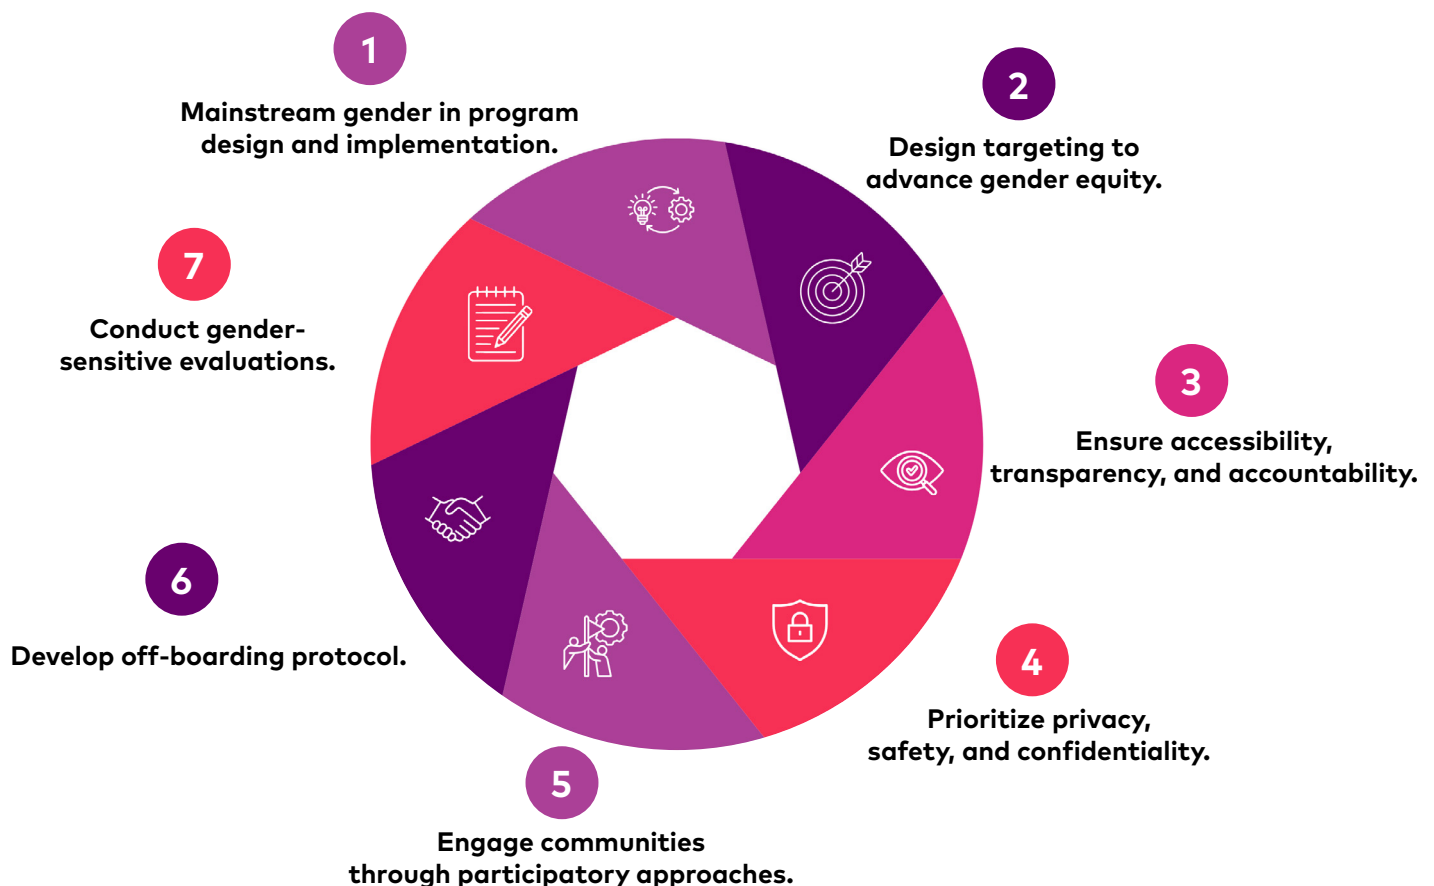 1
Mainstream gender in program
design and implementation.
2
Design targeting to
advance gender equity.
3
Ensure accessibility,
transparency, and accountability.
4
Prioritize privacy,
safety, and confidentiality.
5
Engage communities
through participatory approaches.
6
Develop off-boarding protocol.
7
Conduct gender-
sensitive evaluations.